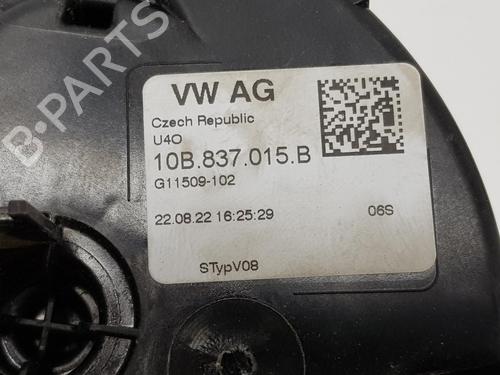 B-PARTS
VW AG
Czech Republic
U4O
10B.837.015.B
G11509-102
22.08.22 16:25:29 06S
STypV08